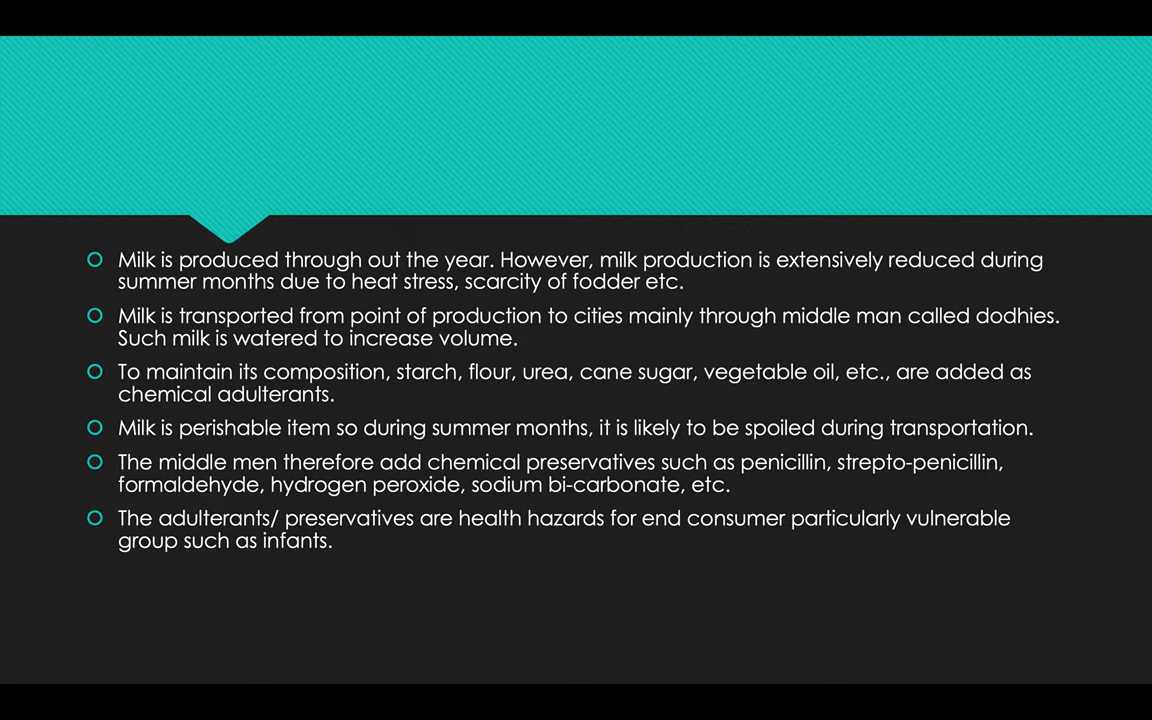 Milk is produced through out the year. However, milk production is extensively reduced during
summer months due to heat stress, scarcity of fodder etc.
Milk is transported from point of production to cities mainly through middle man called dodhies.
Such milk is watered to increase volume.
To maintain its composition, starch, flour, urea, cane sugar, vegetable oil, etc., are added as
chemical adulterants.
Milk is perishable item so during summer months, it is likely to be spoiled during transportation.
The middle men therefore add chemical preservatives such as penicillin, strepto-penicillin,
formaldehyde, hydrogen peroxide, sodium bi-carbonate, etc.
The adulterants/ preservatives are health hazards for end consumer particularly vulnerable
group such as infants.